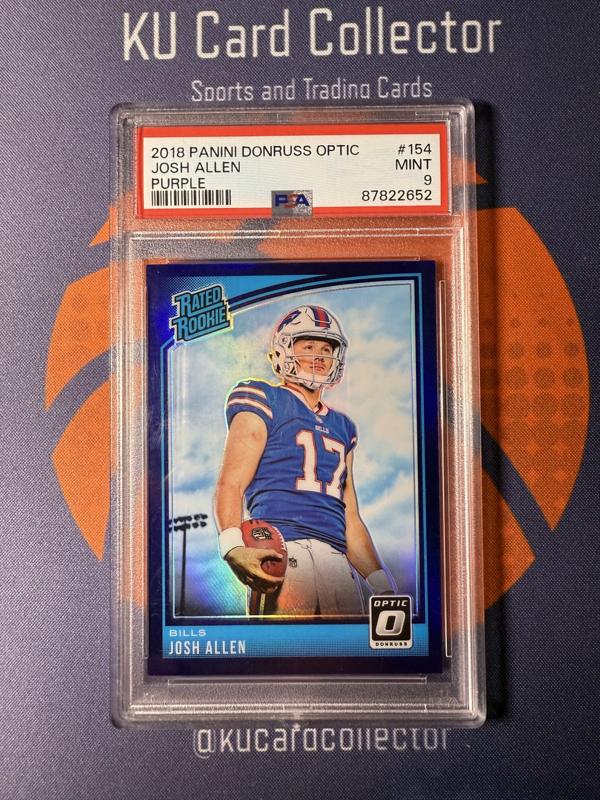 KU Card Collector
Sports and Trading Cards
2018 PANINI DONRUSS OPTIC #154
JOSH ALLEN MINT
PURPLE 9
PSA 87822652
RATED
ROOKIE
BILLS
17
OPTIC
O
DONRUSS
BILLS
JOSH ALLEN
@kucardcollector